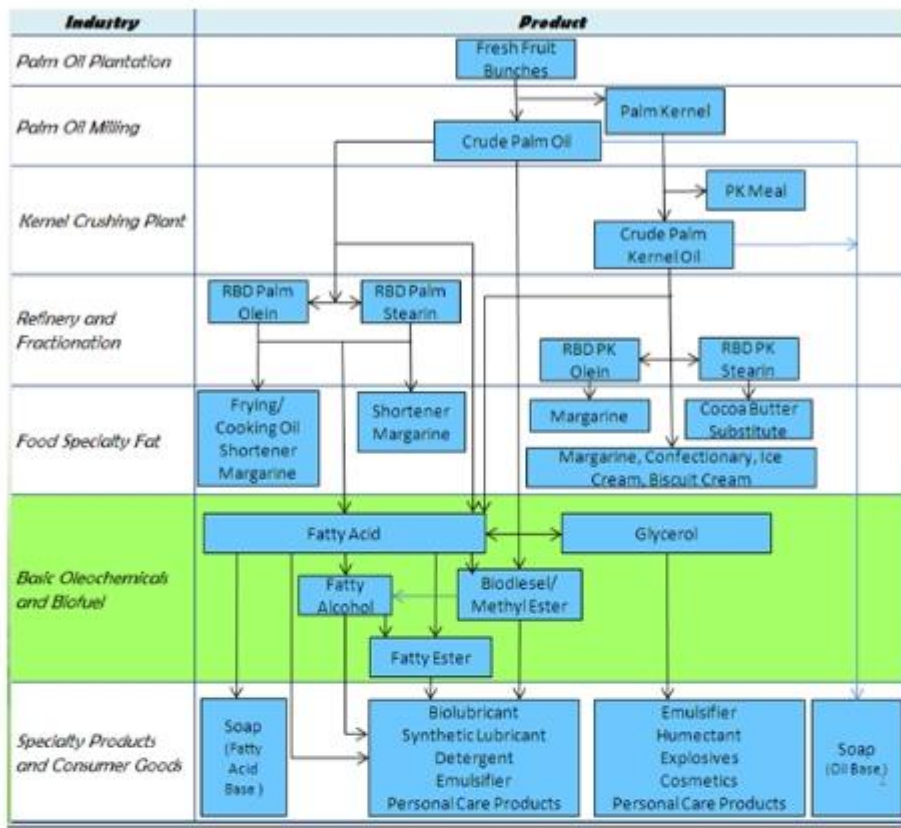 Industry
Product
Palm Oil Plantation
Fresh Fruit
Bunches
Palm Oil Milling
Palm Kernel
Crude Palm Oil
Kernel Crushing Plant
PK Meal
Crude Palm
Kernel Oil
Refinery and
Fractionation
RBD Palm
Olein
RBD Palm
Stearin
RBD PK
Olein
RBD PK
Stearin
Food Specialty Fat
Frying/
Cooking Oil
Shortener
Margarine
Shortener
Margarine
Margarine
Cocoa Butter
Substitute
Margarine, Confectionary, Ice
Cream, Biscuit Cream
Basic Oleochemicals
and Biofuel
Fatty Acid
Glycerol
Fatty
Alcohol
Biodiesel/
Methyl Ester
Fatty Ester
Specialty Products
and Consumer Goods
Soap
(Fatty
Acid
Base)
Biolubricant
Synthetic Lubricant
Detergent
Emulsifier
Personal Care Products
Emulsifier
Humectant
Explosives
Cosmetics
Personal Care Products
Soap
(Oil Base)